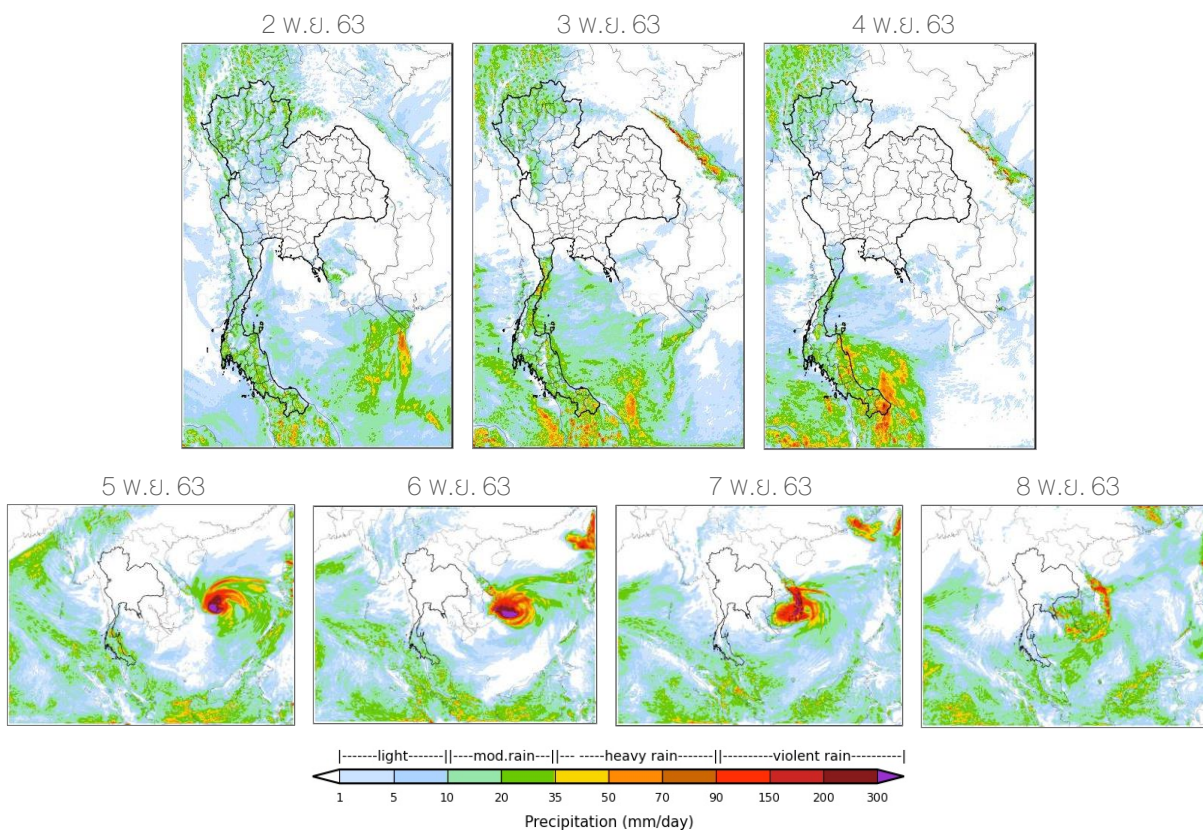 2 พ.ย. 63 3 พ.ย. 63 4 พ.ย. 63
5 พ.ย. 63 6 พ.ย. 63 7 พ.ย. 63 8 พ.ย. 63
|------light-------||----mod.rain----||--- -----heavy rain-------||----------violent rain----------|
1 5 10 20 35 50 70 90 150 200 300
Precipitation (mm/day)